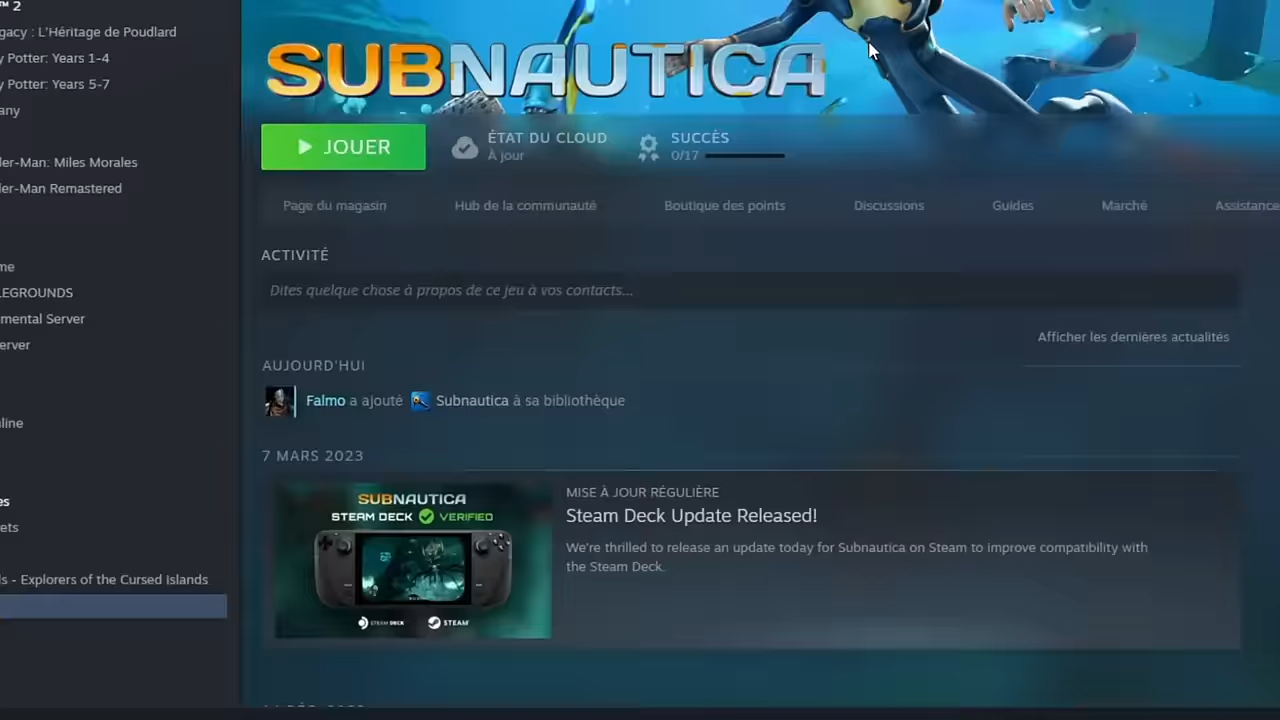 ™ 2
gacy : L'Héritage de Poudlard
y Potter: Years 1-4
y Potter: Years 5-7
any
der-Man: Miles Morales
der-Man Remastered
me
LEGROUNDS
mental Server
erver
line
es
rets
ds - Explorers of the Cursed Islands
SUBNAUTICA
JOUER
ÉTAT DU CLOUD
À jour
SUCCÈS
0/17
Page du magasin
Hub de la communauté
Boutique des points
Discussions
Guides
Marché
Assistance
ACTIVITÉ
Dites quelque chose à propos de ce jeu à vos contacts...
Afficher les dernières actualités
AUJOURD'HUI
Falmo a ajouté Subnautica à sa bibliothèque
7 MARS 2023
SUBNAUTICA
STEAM DECK VERIFIED
STEAM DECK
STEAM
MISE À JOUR RÉGULIÈRE
Steam Deck Update Released!
We're thrilled to release an update today for Subnautica on Steam to improve compatibility with
the Steam Deck.